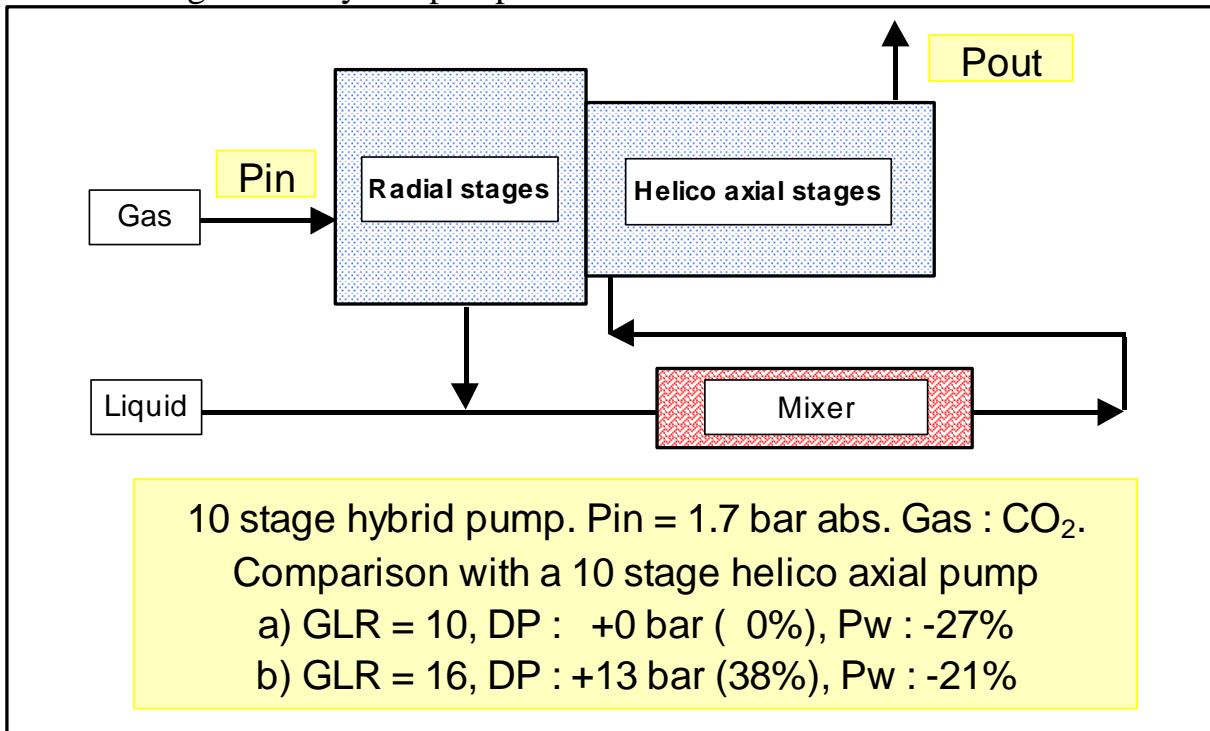 Pout
Pin
Radial stages
Helico axial stages
Gas
Liquid
Mixer
10 stage hybrid pump. Pin = 1.7 bar abs. Gas : CO₂.
Comparison with a 10 stage helico axial pump
a) GLR = 10, DP : +0 bar ( 0%), Pw : -27%
b) GLR = 16, DP : +13 bar (38%), Pw : -21%